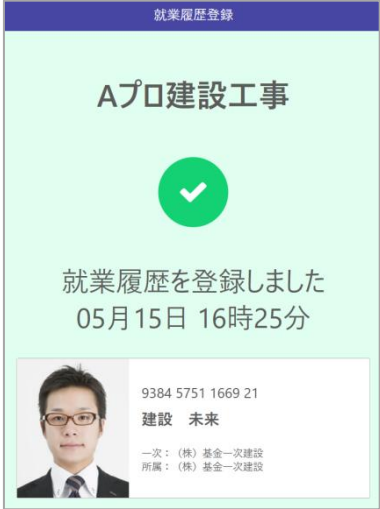 就業履歴登録
Aプロ建設工事
就業履歴を登録しました
05月15日 16時25分
9384 5751 1669 21
建設　未来
一次：（株）基金一次建設
所属：（株）基金一次建設